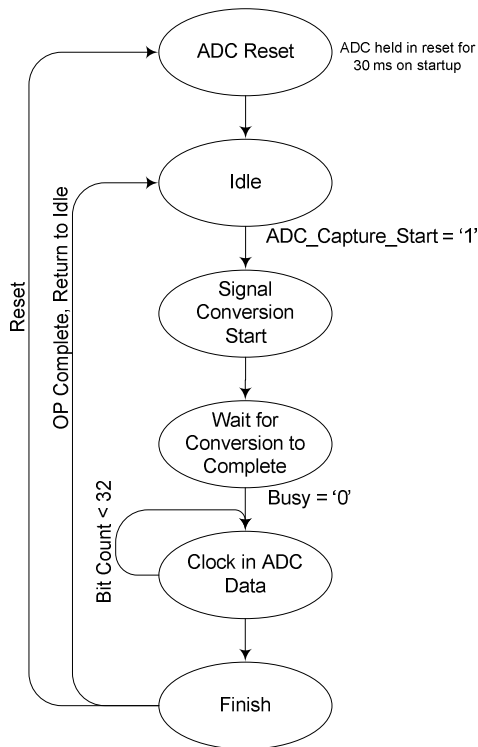 ADC Reset
ADC held in reset for
30 ms on startup
Idle
ADC_Capture_Start = ‘1’
Signal
Conversion
Start
Wait for
Conversion to
Complete
Busy = ‘0’
Bit Count < 32
Clock in ADC
Data
Finish
OP Complete, Return to Idle
Reset